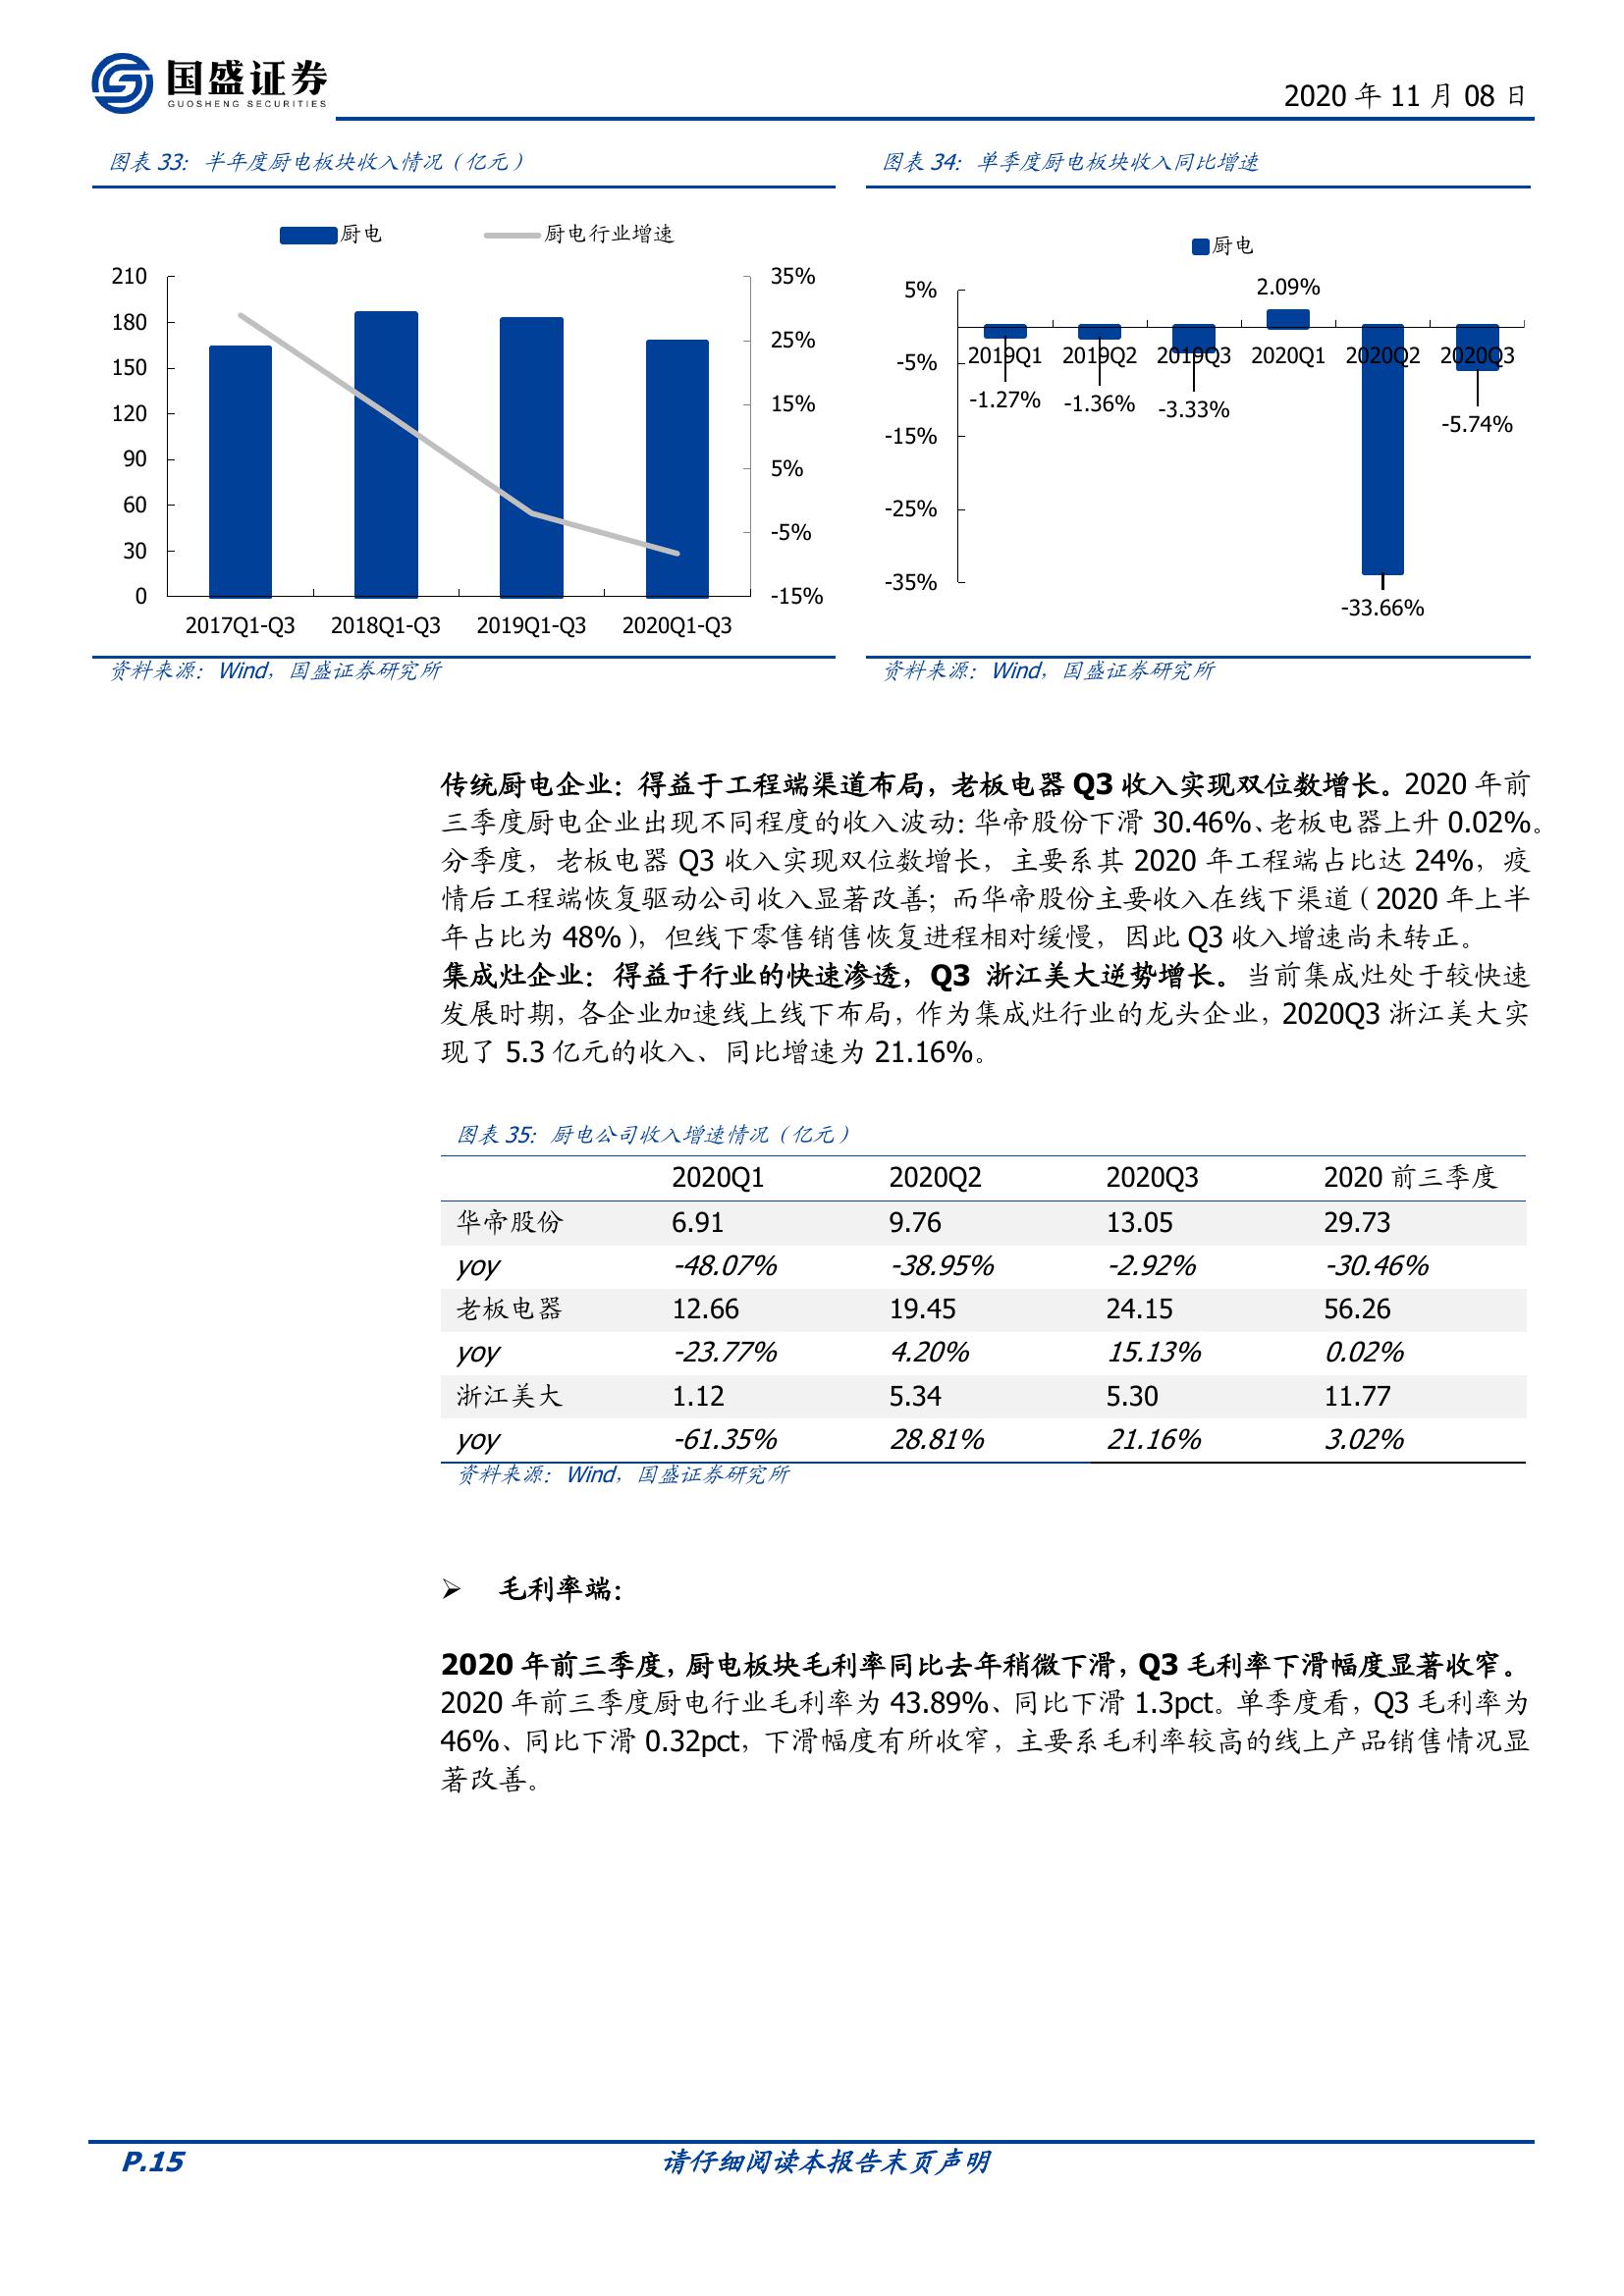 国盛证券
GUOSHENG SECURITIES
2020 年 11 月 08 日
图表 33：半年度厨电板块收入情况（亿元）
厨电
厨电行业增速
210
180
150
120
90
60
30
0
35%
25%
15%
5%
-5%
-15%
2017Q1-Q3
2018Q1-Q3
2019Q1-Q3
2020Q1-Q3
资料来源：Wind，国盛证券研究所
图表 34：单季度厨电板块收入同比增速
厨电
5%
-5%
-15%
-25%
-35%
2.09%
2019Q1
2019Q2
2019Q3
2020Q1
2020Q2
2020Q3
-1.27%
-1.36%
-3.33%
-5.74%
-33.66%
资料来源：Wind，国盛证券研究所
传统厨电企业：得益于工程端渠道布局，老板电器 Q3 收入实现双位数增长。2020 年前
三季度厨电企业出现不同程度的收入波动：华帝股份下滑 30.46%、老板电器上升 0.02%。
分季度，老板电器 Q3 收入实现双位数增长，主要系其 2020 年工程端占比达 24%，疫
情后工程端恢复驱动公司收入显著改善；而华帝股份主要收入在线下渠道（2020 年上半
年占比为 48%），但线下零售销售恢复进程相对缓慢，因此 Q3 收入增速尚未转正。
集成灶企业：得益于行业的快速渗透，Q3 浙江美大逆势增长。当前集成灶处于较快速
发展时期，各企业加速线上线下布局，作为集成灶行业的龙头企业，2020Q3 浙江美大实
现了 5.3 亿元的收入、同比增速为 21.16%。
图表 35：厨电公司收入增速情况（亿元）
2020Q1 2020Q2 2020Q3 2020 前三季度
华帝股份 6.91 9.76 13.05 29.73
yoy -48.07% -38.95% -2.92% -30.46%
老板电器 12.66 19.45 24.15 56.26
yoy -23.77% 4.20% 15.13% 0.02%
浙江美大 1.12 5.34 5.30 11.77
yoy -61.35% 28.81% 21.16% 3.02%
资料来源：Wind，国盛证券研究所
➢ 毛利率端：
2020 年前三季度，厨电板块毛利率同比去年稍微下滑，Q3 毛利率下滑幅度显著收窄。
2020 年前三季度厨电行业毛利率为 43.89%、同比下滑 1.3pct。单季度看，Q3 毛利率为
46%、同比下滑 0.32pct，下滑幅度有所收窄，主要系毛利率较高的线上产品销售情况显
著改善。
P.15
请仔细阅读本报告末页声明